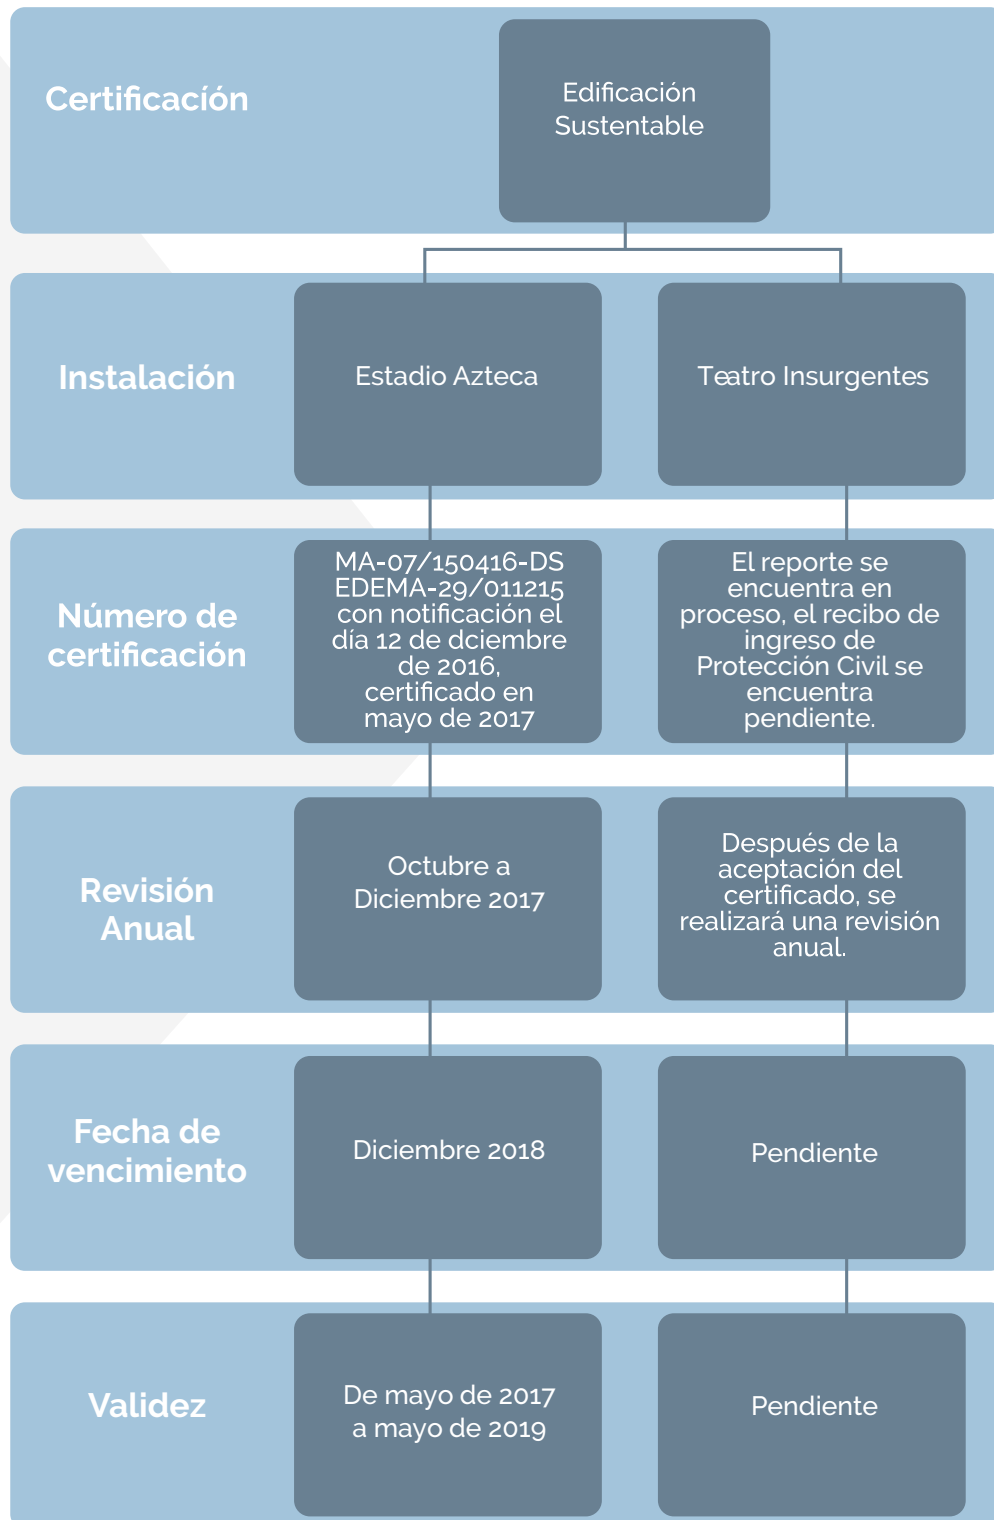 Certificacíón
Edificación
Sustentable
Instalación
Estadio Azteca
Teatro Insurgentes
Número de
certificación
MA-07/150416-DS
EDEMA-29/011215
con notificación el
día 12 de dciembre
de 2016,
certificado en
mayo de 2017
El reporte se
encuentra en
proceso, el recibo de
ingreso de
Protección Civil se
encuentra
pendiente.
Revisión
Anual
Octubre a
Diciembre 2017
Después de la
aceptación del
certificado, se
realizará una revisión
anual.
Fecha de
vencimiento
Diciembre 2018
Pendiente
Validez
De mayo de 2017
a mayo de 2019
Pendiente